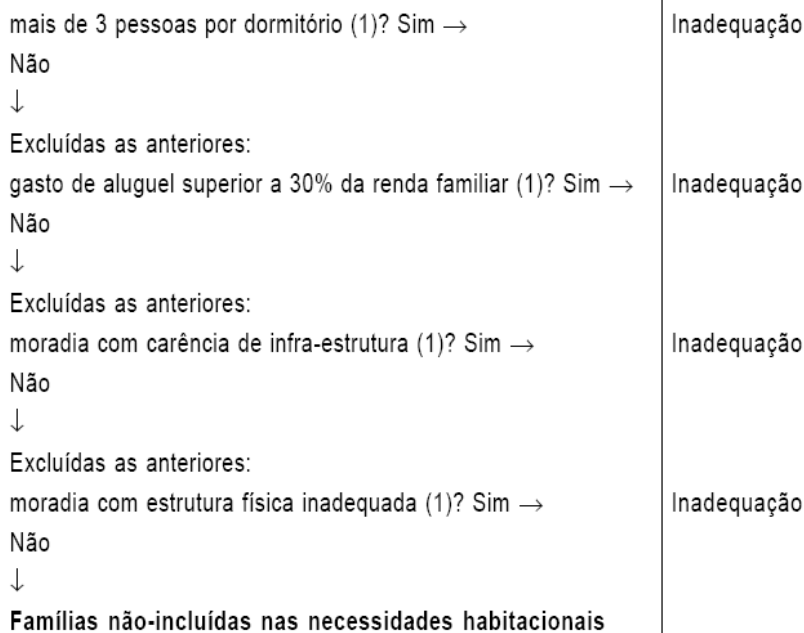 mais de 3 pessoas por dormitório (1)? Sim → Inadequação
Não
↓
Excluídas as anteriores:
gasto de aluguel superior a 30% da renda familiar (1)? Sim → Inadequação
Não
↓
Excluídas as anteriores:
moradia com carência de infra-estrutura (1)? Sim → Inadequação
Não
↓
Excluídas as anteriores:
moradia com estrutura física inadequada (1)? Sim → Inadequação
Não
↓
Famílias não-incluídas nas necessidades habitacionais